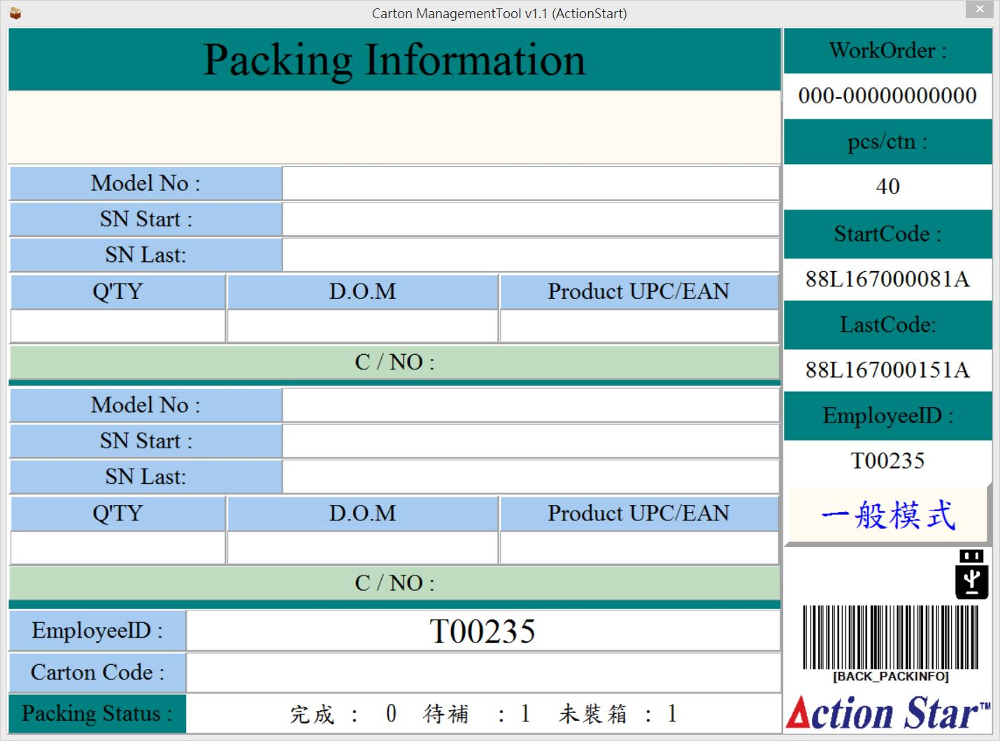 Carton ManagementTool v1.1 (ActionStart)
Packing Information
Model No :
SN Start :
SN Last:
Q'TY D.O.M Product UPC/EAN
C / NO :
Model No :
SN Start :
SN Last:
Q'TY D.O.M Product UPC/EAN
C / NO :
EmployeeID : T00235
Carton Code :
Packing Status : 完成 : 0 待補 : 1 未裝箱 : 1
WorkOrder :
000-00000000000
pcs/ctn :
40
StartCode :
88L167000081A
LastCode:
88L167000151A
EmployeeID :
T00235
一般模式
[BACK_PACKINFO]
Action Star™